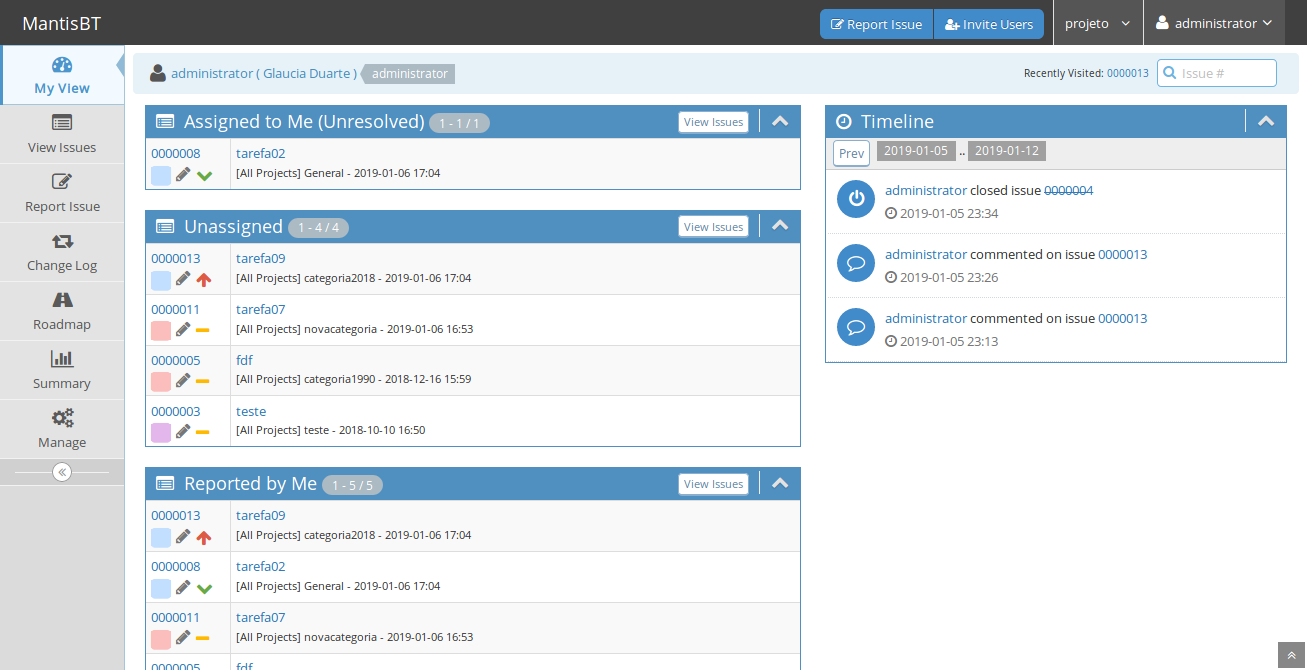 MantisBT
Report Issue
Invite Users
projeto
administrator
My View
View Issues
Report Issue
Change Log
Roadmap
Summary
Manage
administrator ( Glaucia Duarte ) administrator
Recently Visited: 0000013
Issue #
Assigned to Me (Unresolved) 1 - 1 / 1
View Issues
0000008 tarefa02
[All Projects] General - 2019-01-06 17:04
Unassigned 1 - 4 / 4
View Issues
0000013 tarefa09
[All Projects] categoria2018 - 2019-01-06 17:04
0000011 tarefa07
[All Projects] novacategoria - 2019-01-06 16:53
0000005 fdf
[All Projects] categoria1990 - 2018-12-16 15:59
0000003 teste
[All Projects] teste - 2018-10-10 16:50
Reported by Me 1 - 5 / 5
View Issues
0000013 tarefa09
[All Projects] categoria2018 - 2019-01-06 17:04
0000008 tarefa02
[All Projects] General - 2019-01-06 17:04
0000011 tarefa07
[All Projects] novacategoria - 2019-01-06 16:53
0000005 fdf
Timeline
Prev 2019-01-05 .. 2019-01-12
administrator closed issue 0000004
2019-01-05 23:34
administrator commented on issue 0000013
2019-01-05 23:26
administrator commented on issue 0000013
2019-01-05 23:13